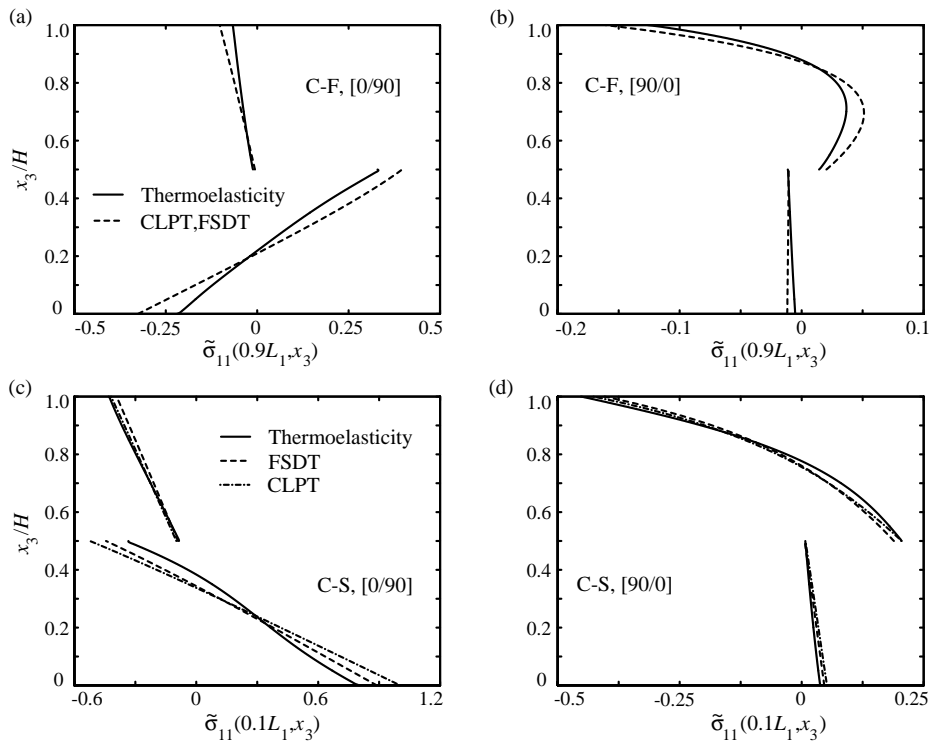 (a)
1.0
0.8
0.6
0.4
0.2
0
x3/H
C-F, [0/90]
Thermoelasticity
CLPT,FSDT
-0.5 -0.25 0 0.25 0.5
σ̃11(0.9L1,x3)
(b)
1.0
0.8
0.6
0.4
0.2
0
C-F, [90/0]
-0.2 -0.1 0 0.1
σ̃11(0.9L1,x3)
(c)
1.0
0.8
0.6
0.4
0.2
0
x3/H
Thermoelasticity
FSDT
CLPT
C-S, [0/90]
-0.6 0 0.6 1.2
σ̃11(0.1L1,x3)
(d)
1.0
0.8
0.6
0.4
0.2
0
C-S, [90/0]
-0.5 -0.25 0 0.25
σ̃11(0.1L1,x3)